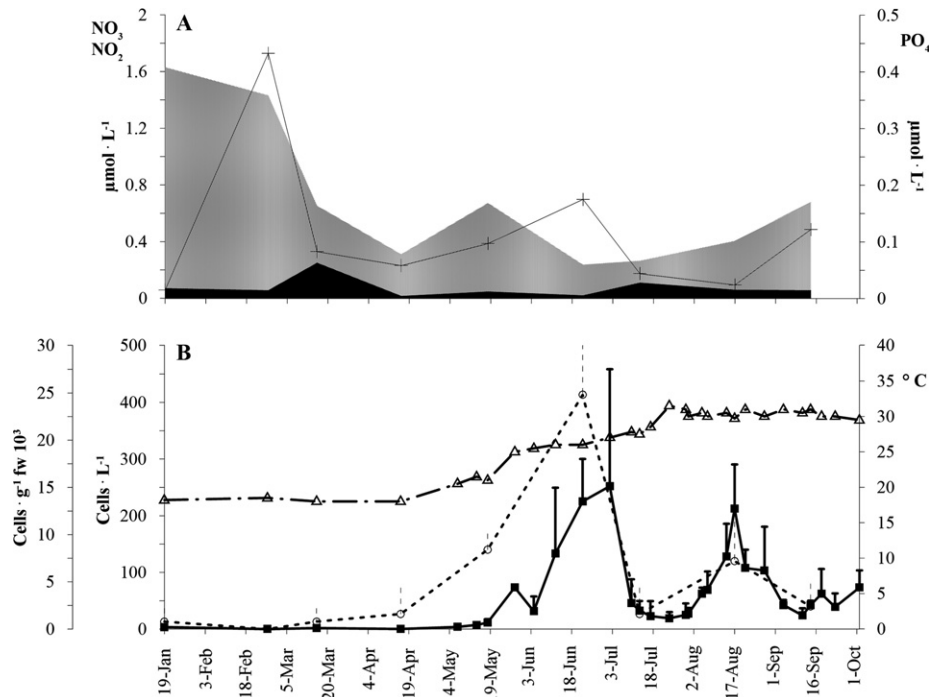 A
NO3
NO2
PO4
µmol · L-1
µmol · L-1
2
1.6
1.2
0.8
0.4
0
0.5
0.4
0.3
0.2
0.1
0
B
° C
Cells · g-1 fw 10³
Cells · L-1
30
25
20
15
10
5
0
500
400
300
200
100
0
40
35
30
25
20
15
10
5
0
19-Jan
3-Feb
18-Feb
5-Mar
20-Mar
4-Apr
19-Apr
4-May
19-May
3-Jun
18-Jun
3-Jul
18-Jul
2-Aug
17-Aug
1-Sep
16-Sep
1-Oct